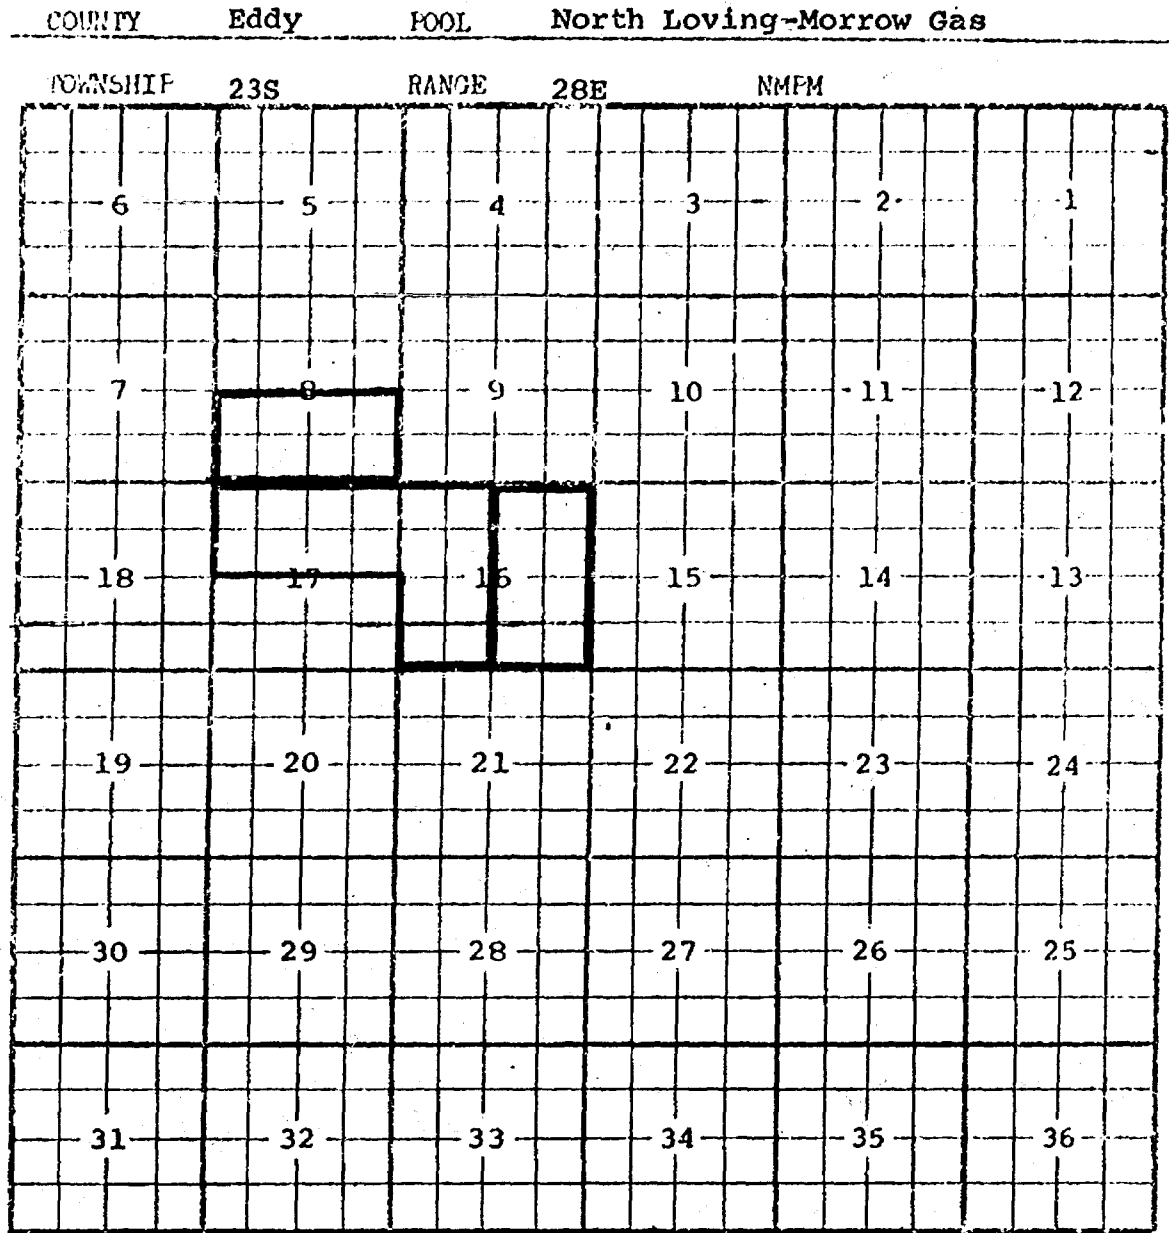 COUNTY Eddy POOL North Loving-Morrow Gas
TOWNSHIP 23S RANGE 28E NMPM
6 5 4 3 2 1
7 8 9 10 11 12
18 17 16 15 14 13
19 20 21 22 23 24
30 29 28 27 26 25
31 32 33 34 35 36